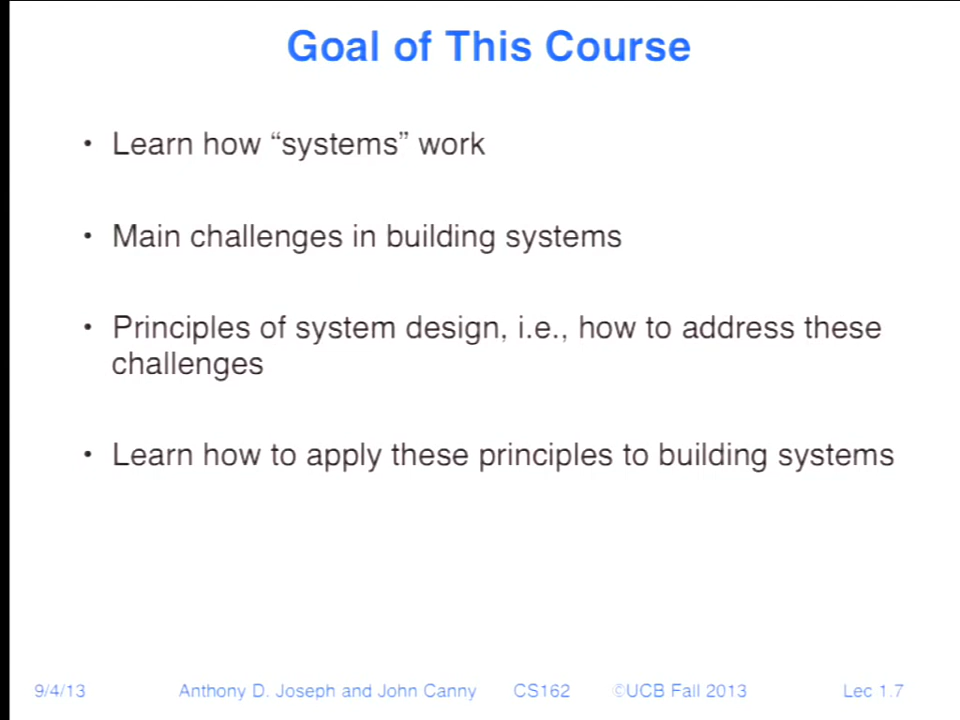 Goal of This Course
• Learn how “systems” work
• Main challenges in building systems
• Principles of system design, i.e., how to address these
challenges
• Learn how to apply these principles to building systems
9/4/13 Anthony D. Joseph and John Canny CS162 ©UCB Fall 2013 Lec 1.7